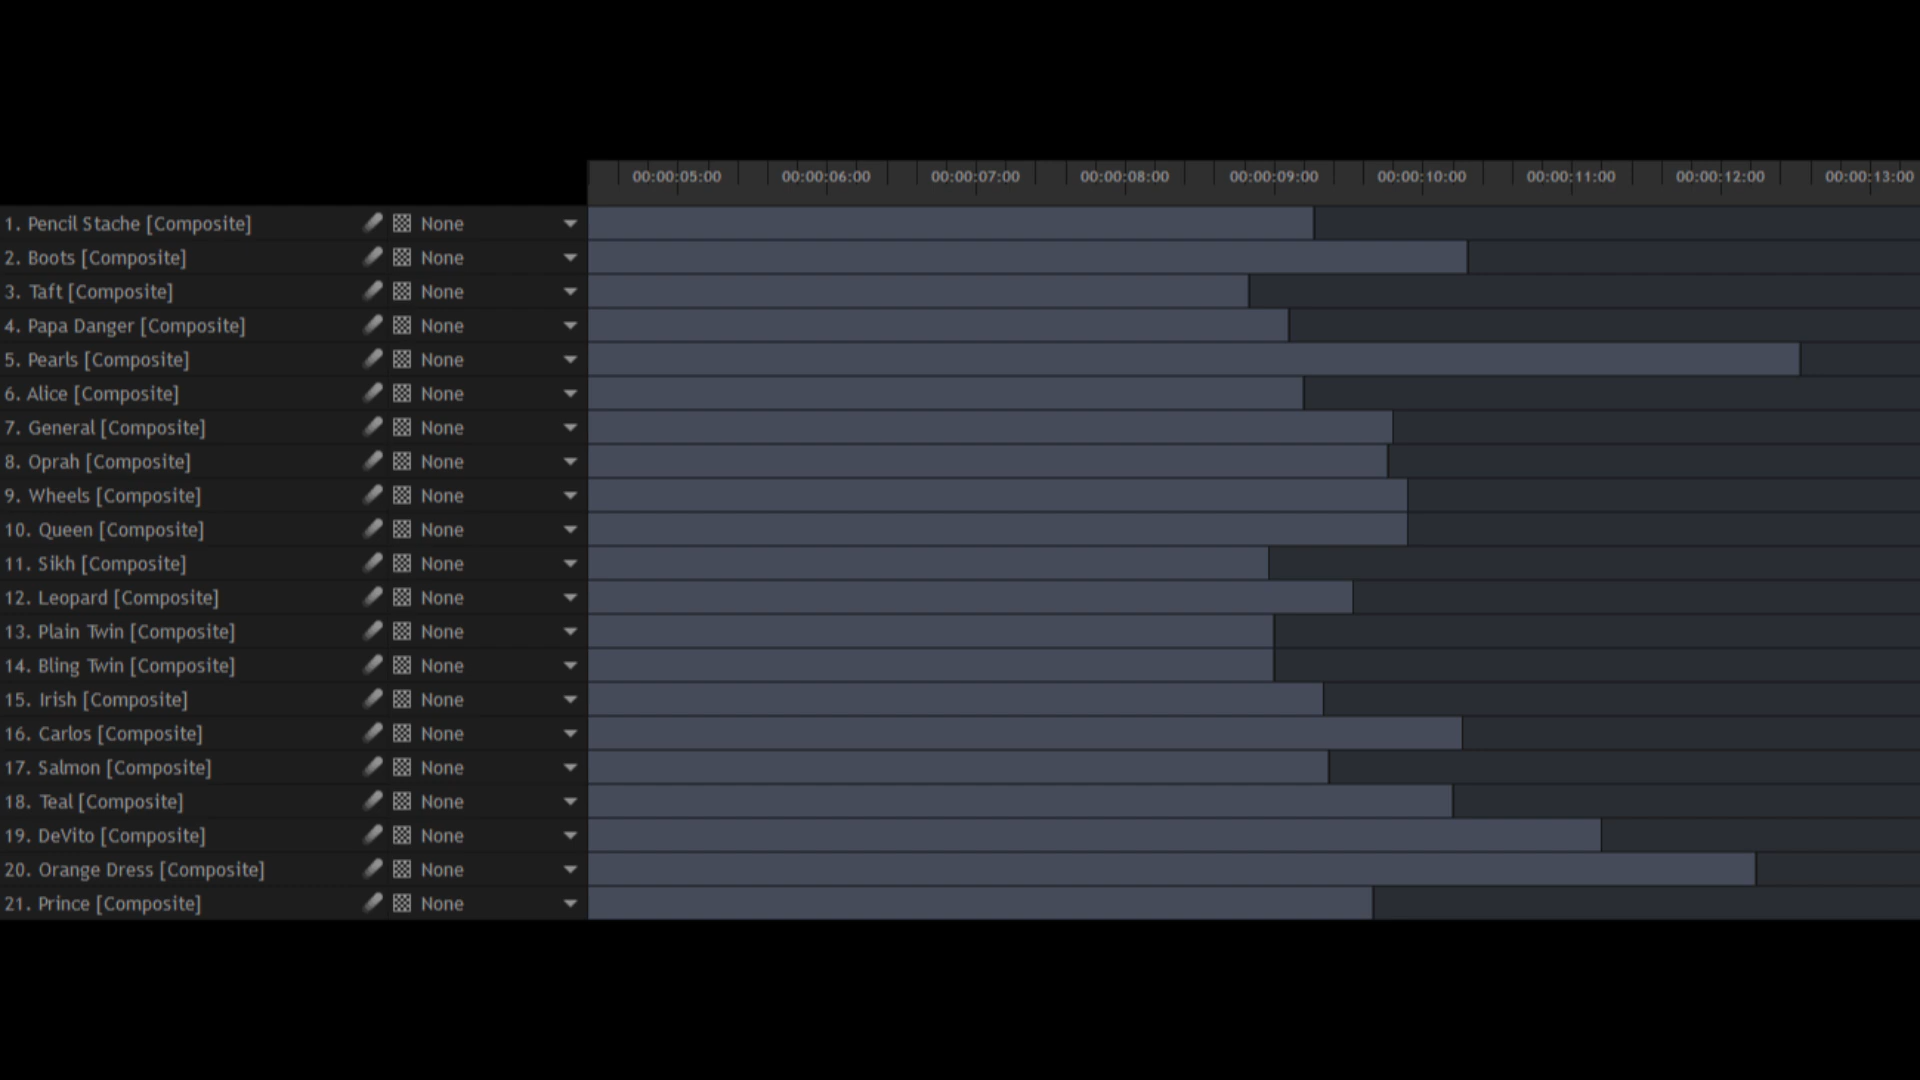 00:00:05:00 00:00:06:00 00:00:07:00 00:00:08:00 00:00:09:00 00:00:10:00 00:00:11:00 00:00:12:00 00:00:13:00
1. Pencil Stache [Composite] None
2. Boots [Composite] None
3. Taft [Composite] None
4. Papa Danger [Composite] None
5. Pearls [Composite] None
6. Alice [Composite] None
7. General [Composite] None
8. Oprah [Composite] None
9. Wheels [Composite] None
10. Queen [Composite] None
11. Sikh [Composite] None
12. Leopard [Composite] None
13. Plain Twin [Composite] None
14. Bling Twin [Composite] None
15. Irish [Composite] None
16. Carlos [Composite] None
17. Salmon [Composite] None
18. Teal [Composite] None
19. DeVito [Composite] None
20. Orange Dress [Composite] None
21. Prince [Composite] None